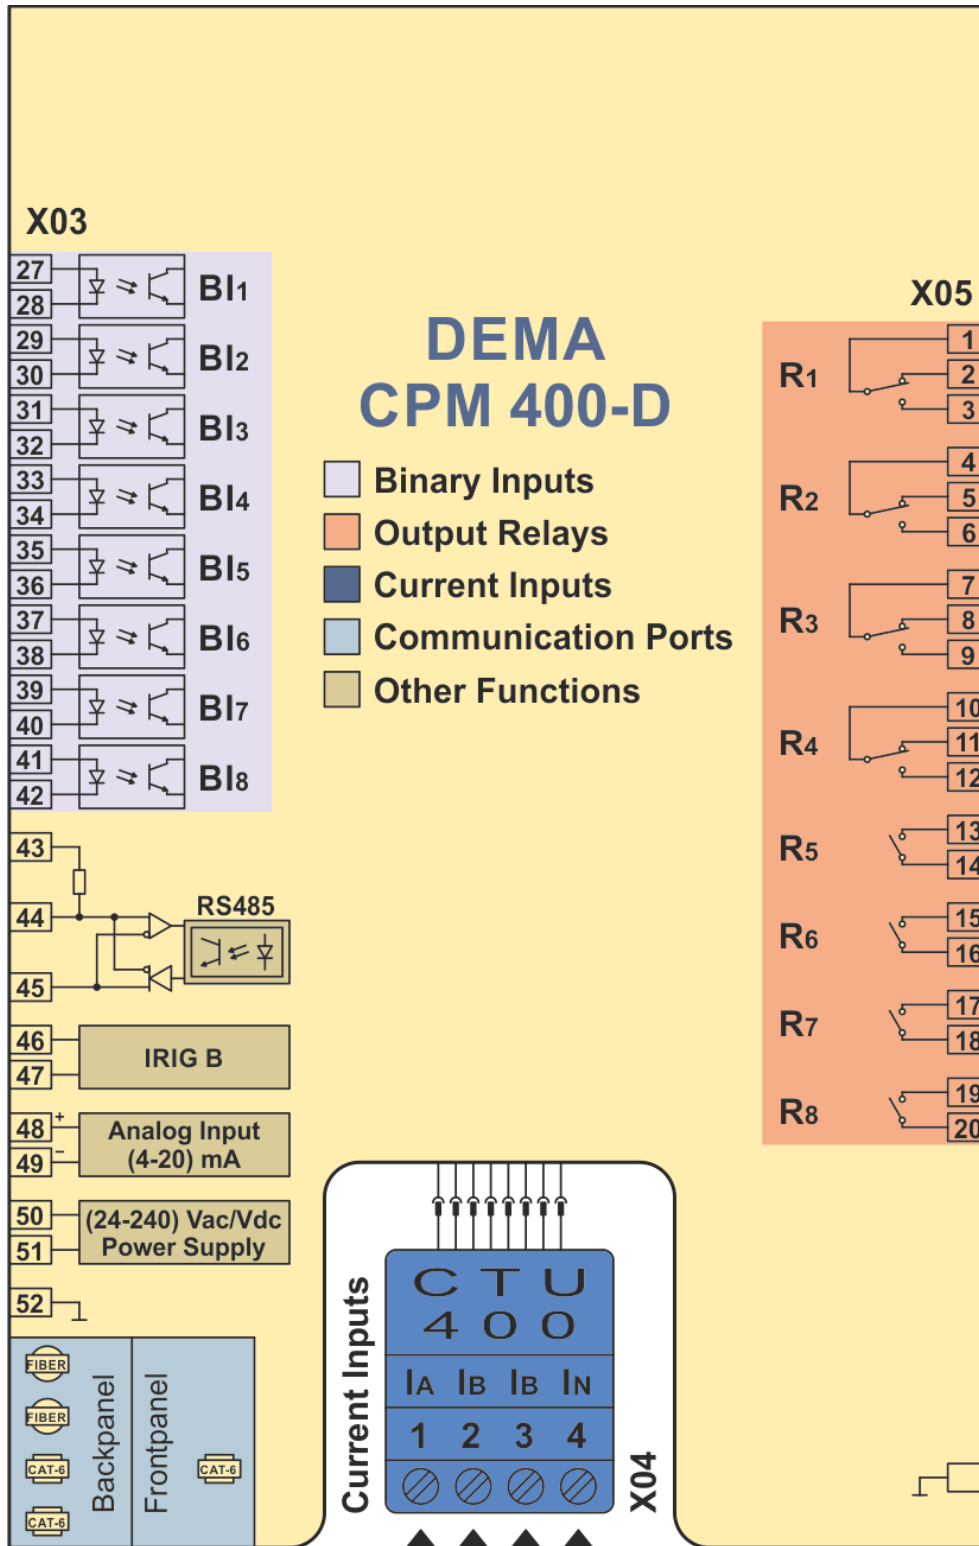 X03
27
28
BI1
29
30
BI2
31
32
BI3
33
34
BI4
35
36
BI5
37
38
BI6
39
40
BI7
41
42
BI8
43
44
45
RS485
46
47
IRIG B
48 +
49 −
Analog Input
(4-20) mA
50
51
(24-240) Vac/Vdc
Power Supply
52
FIBER
FIBER
CAT-6
CAT-6
Backpanel
Frontpanel
CAT-6
DEMA
CPM 400-D
Binary Inputs
Output Relays
Current Inputs
Communication Ports
Other Functions
Current Inputs
C T U
4 0 0
IA IB IB IN
1 2 3 4
X04
X05
R1
1
2
3
R2
4
5
6
R3
7
8
9
R4
10
11
12
R5
13
14
R6
15
16
R7
17
18
R8
19
20